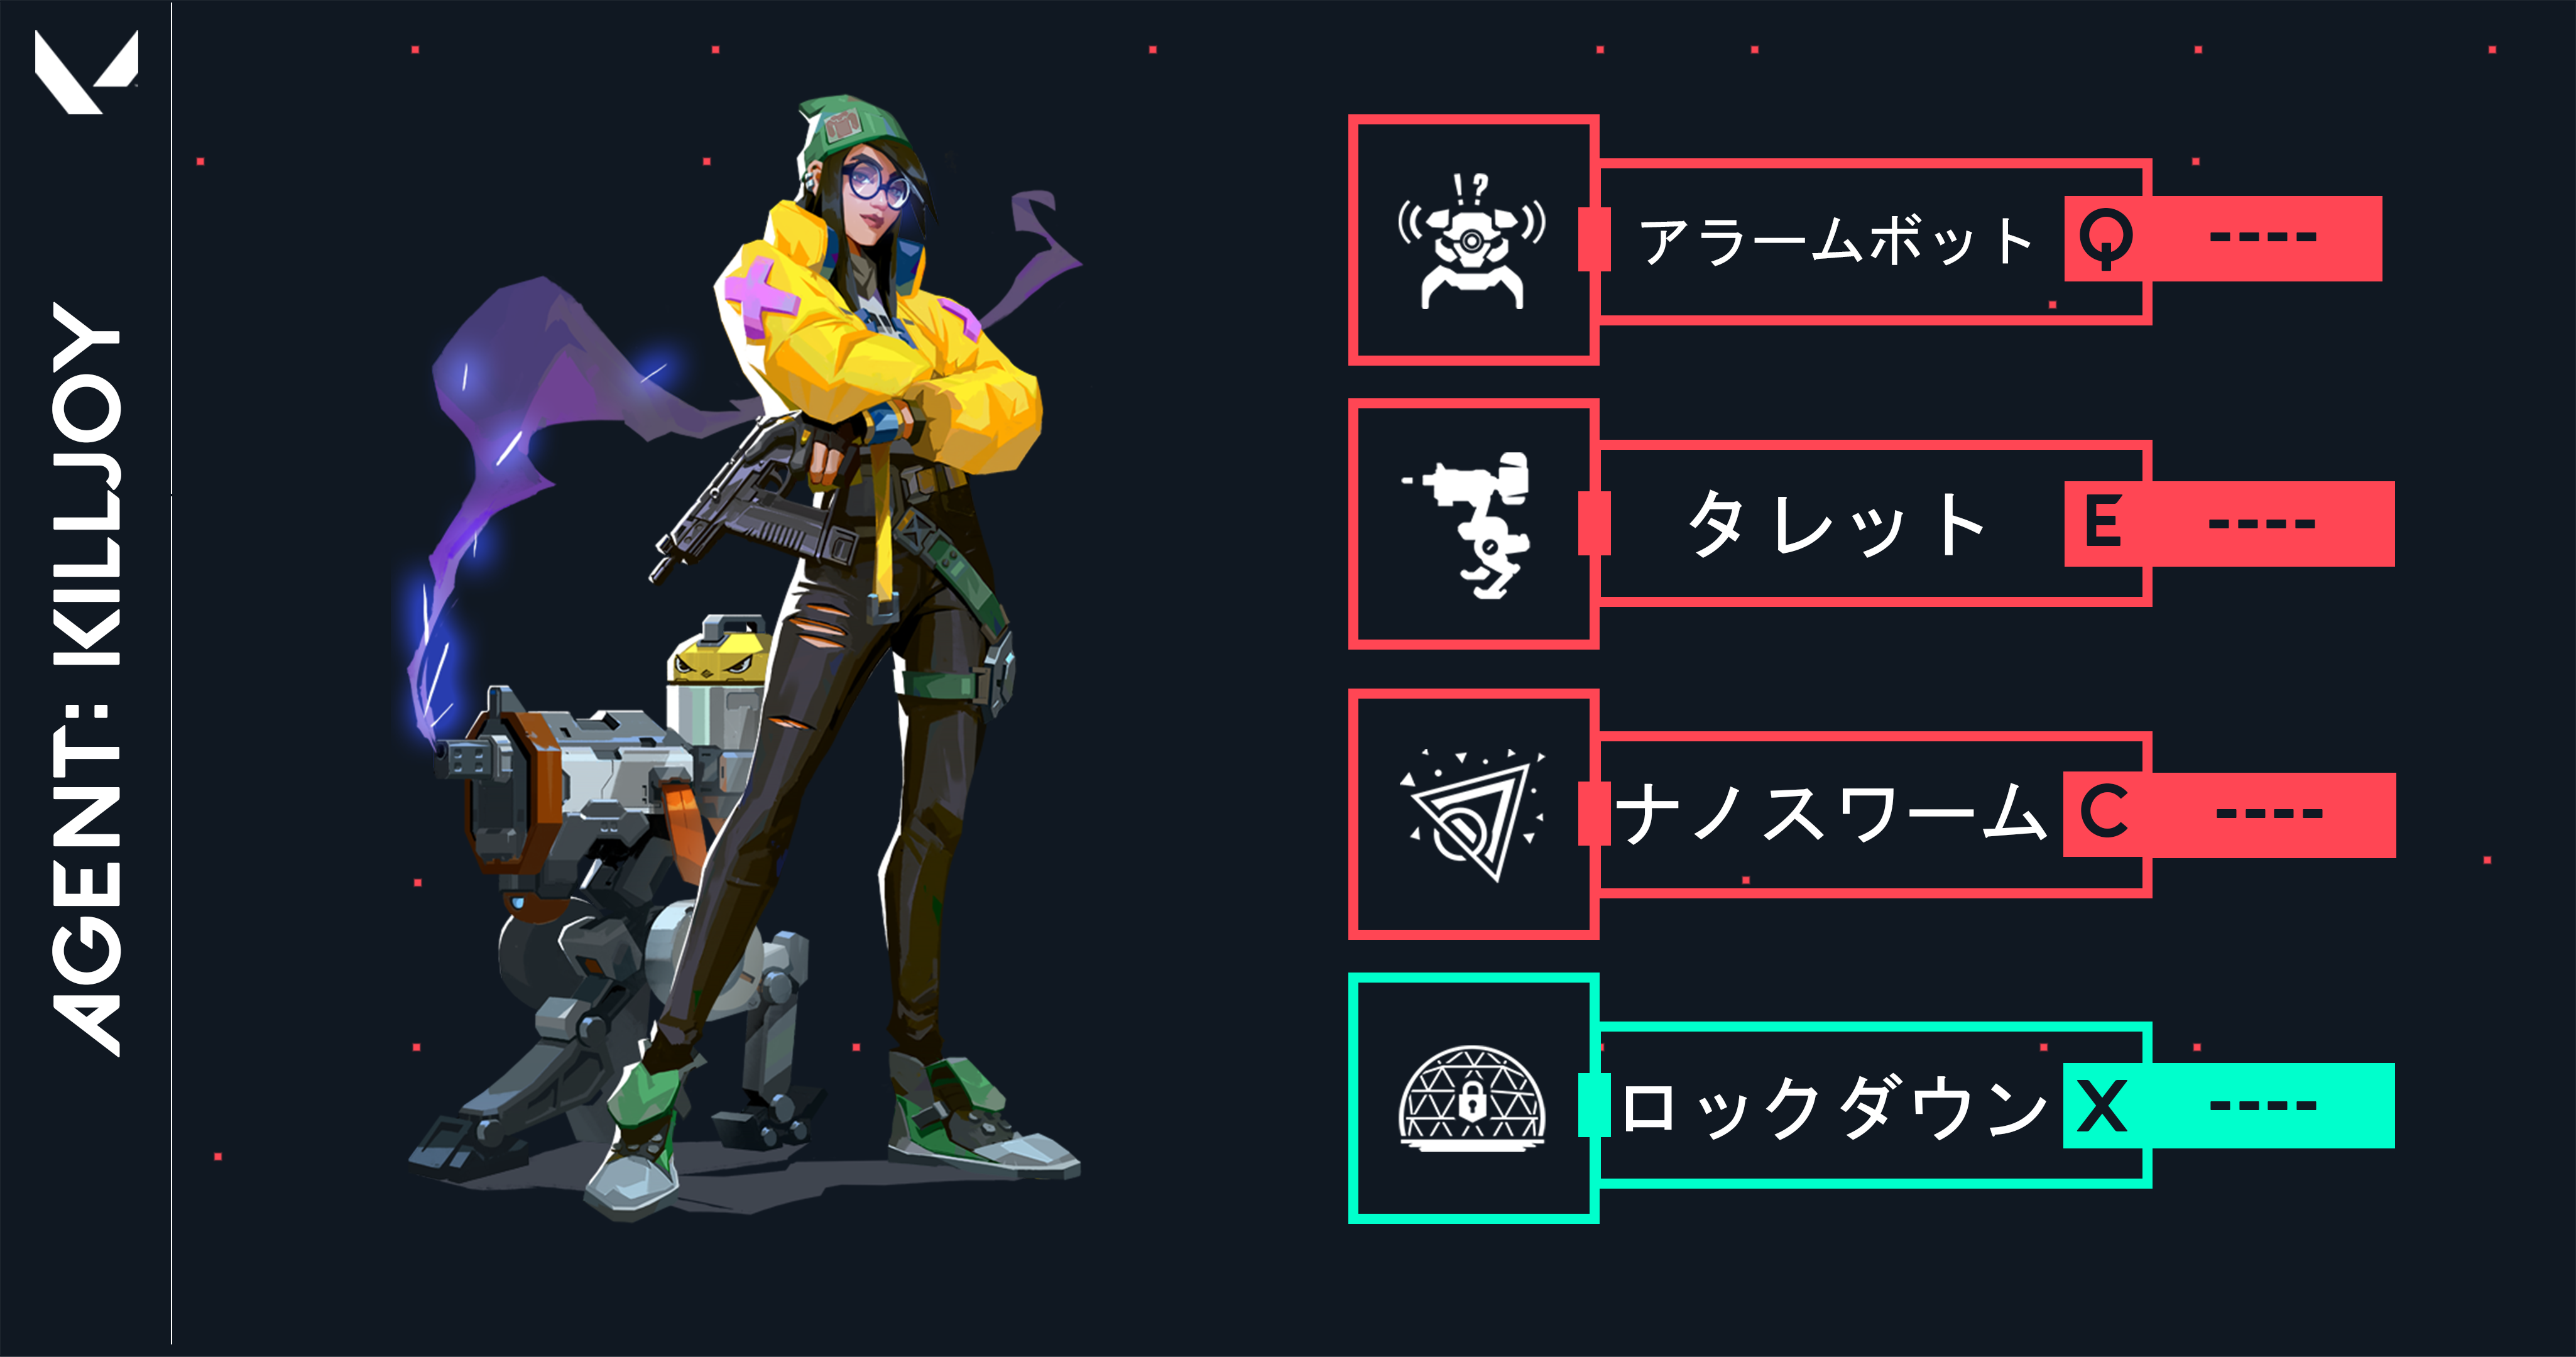 AGENT: KILLJOY
!?
アラームボット Q ----
タレット E ----
ナノスワーム C ----
ロックダウン X ----